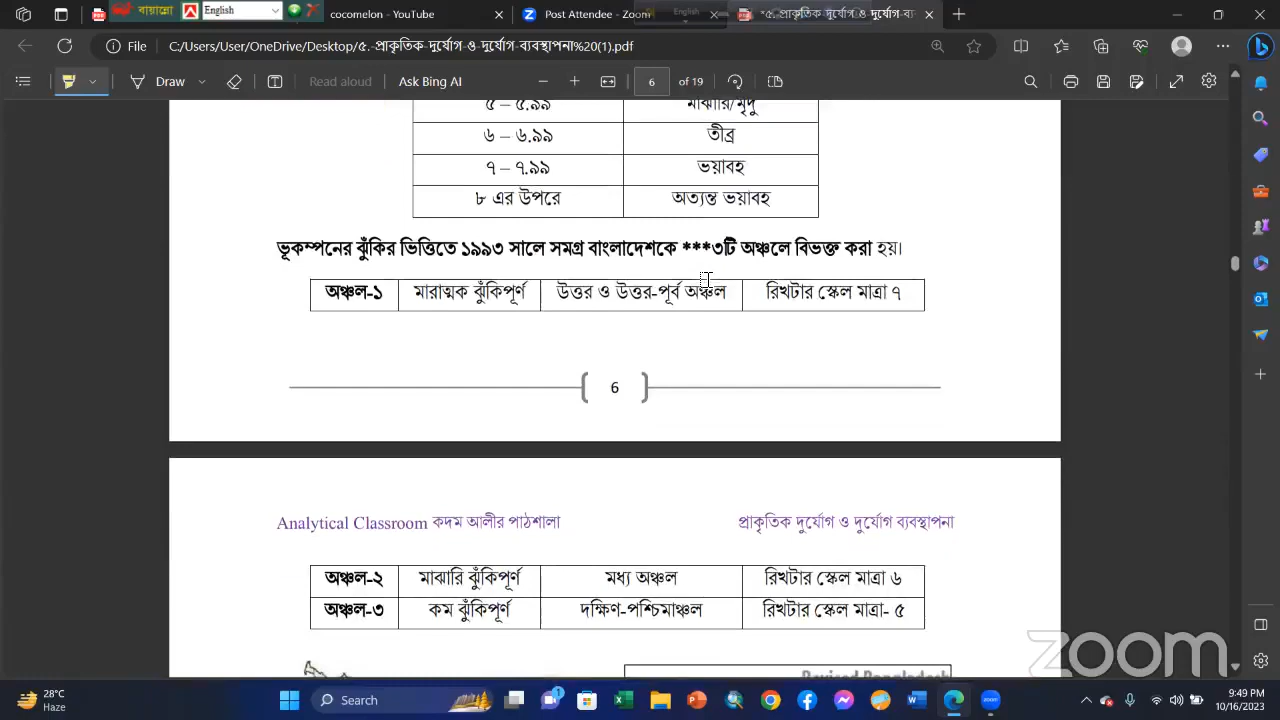 বায়ান্নো English cocomelon - YouTube Post Attendee - Zoom English ৫. প্রাকৃতিক দুর্যোগ ও দুর্যোগ-ব্য
File C:/Users/User/OneDrive/Desktop/৫.-প্রাকৃতিক দুর্যোগ ও দুর্যোগ-ব্যবস্থাপনা%20(1).pdf
Draw Read aloud Ask Bing AI 6 of 19
৫ – ৫.৯৯ মাঝারি/মৃদু
৬ – ৬.৯৯ তীব্র
৭ – ৭.৯৯ ভয়াবহ
৮ এর উপরে অত্যন্ত ভয়াবহ
ভূকম্পনের ঝুঁকির ভিত্তিতে ১৯৯৩ সালে সমগ্র বাংলাদেশকে ***৩টি অঞ্চলে বিভক্ত করা হয়।
অঞ্চল-১ মারাত্মক ঝুঁকিপূর্ণ উত্তর ও উত্তর-পূর্ব অঞ্চল রিখটার স্কেল মাত্রা ৭
6
Analytical Classroom কদম আলীর পাঠশালা প্রাকৃতিক দুর্যোগ ও দুর্যোগ ব্যবস্থাপনা
অঞ্চল-২ মাঝারি ঝুঁকিপূর্ণ মধ্য অঞ্চল রিখটার স্কেল মাত্রা ৬
অঞ্চল-৩ কম ঝুঁকিপূর্ণ দক্ষিণ-পশ্চিমাঞ্চল রিখটার স্কেল মাত্রা- ৫
Revised Bangladesh
zoom
28°C
Haze
Search
9:49 PM
10/16/2023